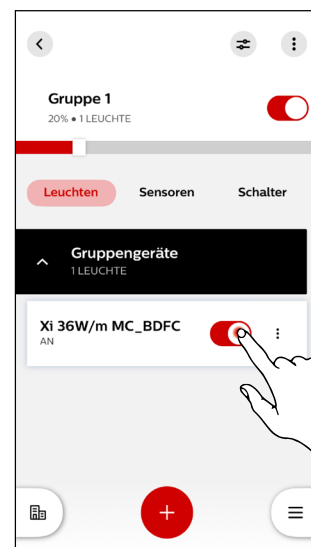 Gruppe 1
20% • 1 LEUCHTE
Leuchten Sensoren Schalter
Gruppengeräte
1 LEUCHTE
Xi 36W/m MC_BDFC
AN